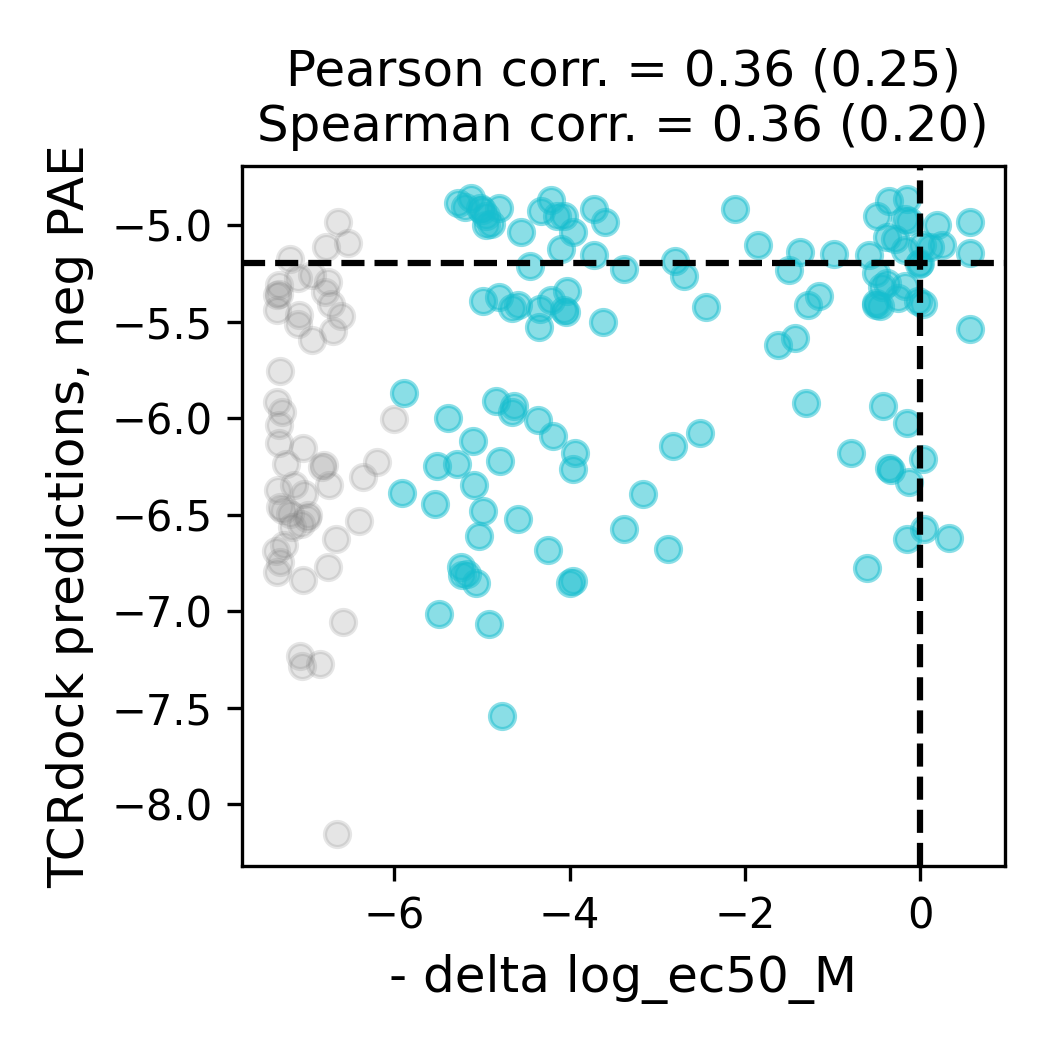 Pearson corr. = 0.36 (0.25)
Spearman corr. = 0.36 (0.20)
TCRdock predictions, neg PAE
−5.0
−5.5
−6.0
−6.5
−7.0
−7.5
−8.0
−6
−4
−2
0
- delta log_ec50_M